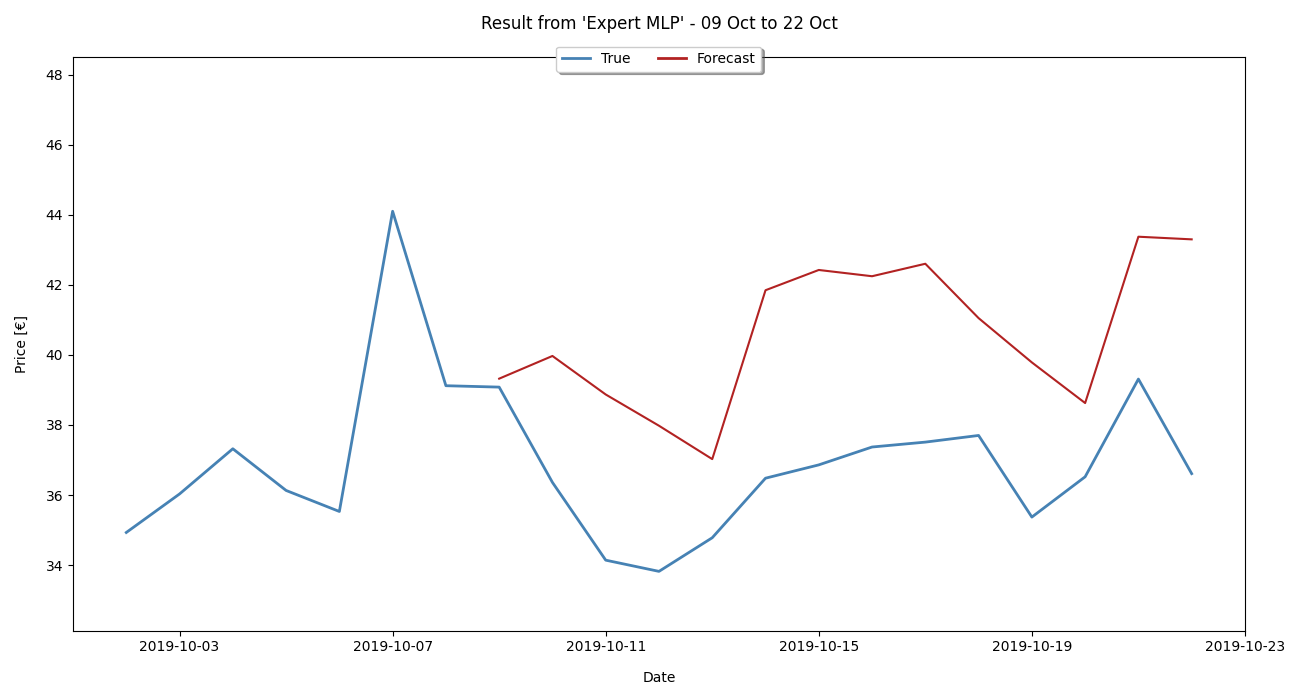 Result from 'Expert MLP' - 09 Oct to 22 Oct
True Forecast
48
46
44
42
40
38
36
34
Price [€]
2019-10-03 2019-10-07 2019-10-11 2019-10-15 2019-10-19 2019-10-23
Date